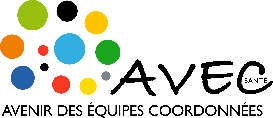 AVEC
SANTÉ
AVENIR DES ÉQUIPES COORDONNÉES